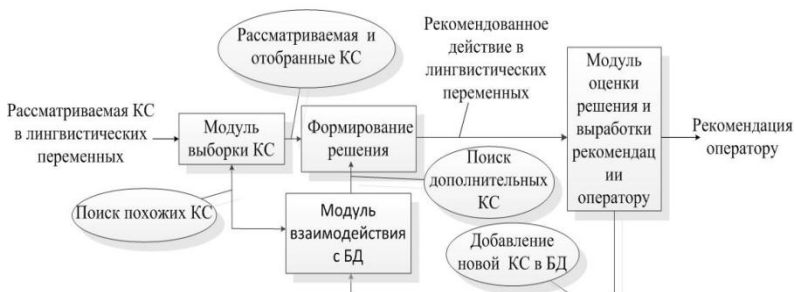 Рассматриваемая и
отобранные КС
Рекомендованное
действие в
лингвистических
переменных
Модуль
оценки
решения и
выработки
рекомендац
ии
оператору
Рассматриваемая КС
в лингвистических
переменных
Модуль
выборки КС
Формирование
решения
Рекомендация
оператору
Поиск
дополнительных
КС
Поиск похожих КС
Модуль
взаимодействия
с БД
Добавление
новой КС в БД